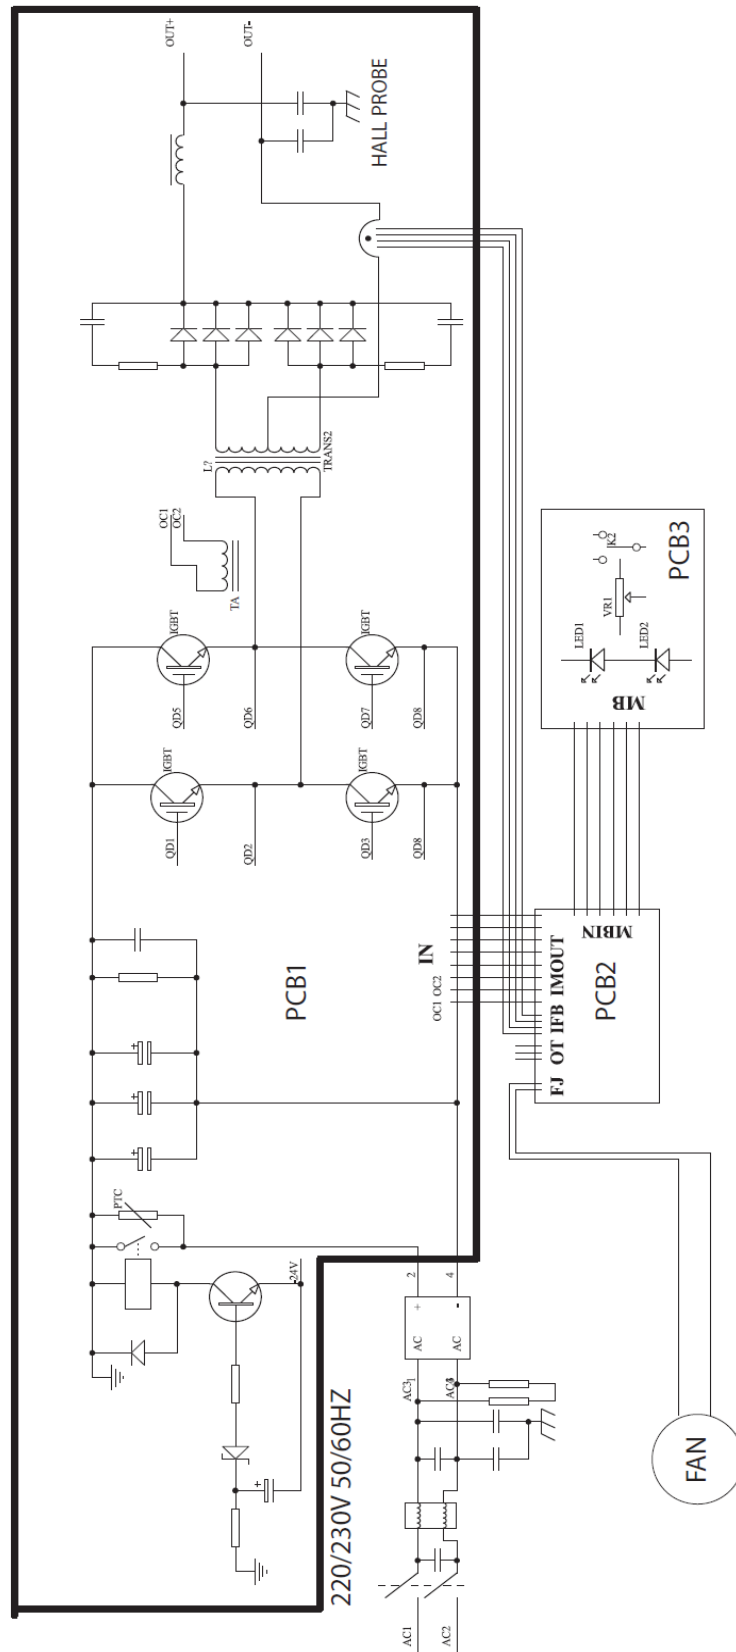 OUT+
OUT-
HALL PROBE
L?
TRANS2
OC1
OC2
TA
IGBT
IGBT
QD5
QD6
QD7
QD8
IGBT
IGBT
QD1
QD2
QD3
QD8
LED1
LED2
VR1
K2
PCB3
MB
PCB1
IN
OC1 OC2
MBIN
PCB2
FJ OT IFB IMOUT
PTC
24V
2
4
+
-
AC
AC
AC3
1
220/230V 50/60HZ
FAN
AC1
AC2